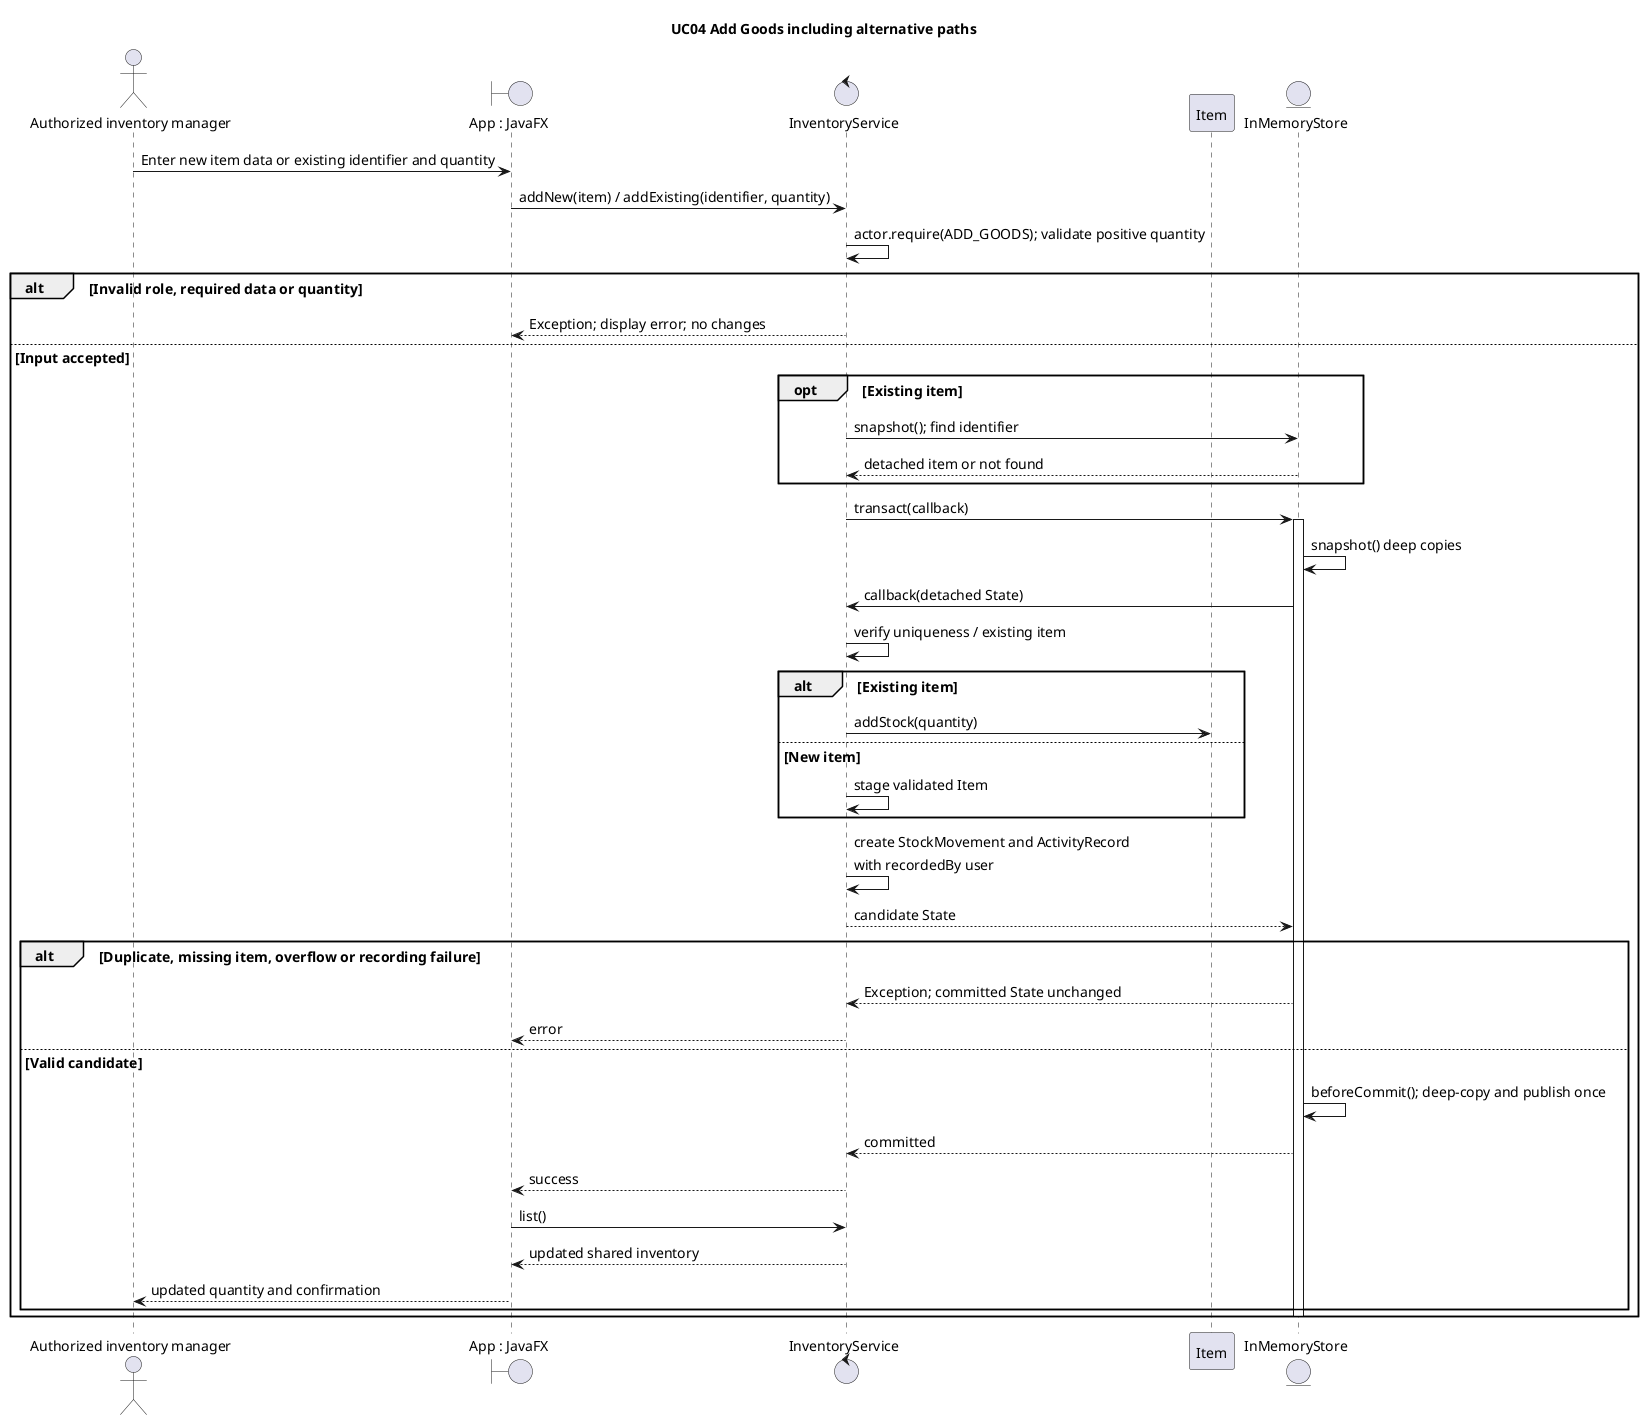 UC04 Add Goods including alternative paths
Authorized inventory manager
App : JavaFX
InventoryService
Item
InMemoryStore
Enter new item data or existing identifier and quantity
addNew(item) / addExisting(identifier, quantity)
actor.require(ADD_GOODS); validate positive quantity
alt
[Invalid role, required data or quantity]
Exception; display error; no changes
[Input accepted]
opt
[Existing item]
snapshot(); find identifier
detached item or not found
transact(callback)
snapshot() deep copies
callback(detached State)
verify uniqueness / existing item
alt
[Existing item]
addStock(quantity)
[New item]
stage validated Item
create StockMovement and ActivityRecord
with recordedBy user
candidate State
alt
[Duplicate, missing item, overflow or recording failure]
Exception; committed State unchanged
error
[Valid candidate]
beforeCommit(); deep-copy and publish once
committed
success
list()
updated shared inventory
updated quantity and confirmation
Authorized inventory manager
App : JavaFX
InventoryService
Item
InMemoryStore